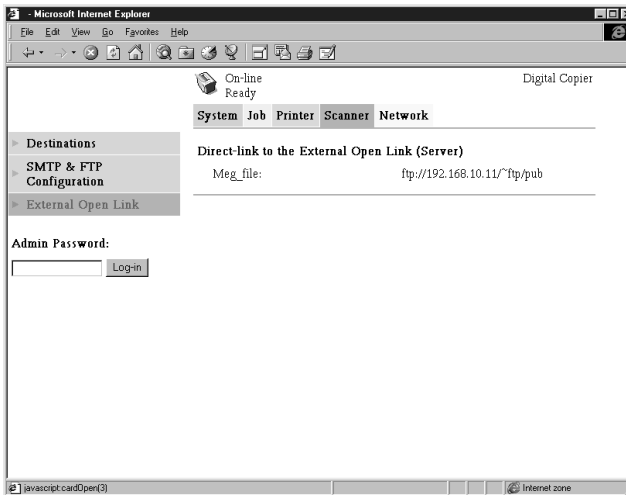 - Microsoft Internet Explorer
File Edit View Go Favorites Help
On-line
Ready
Digital Copier
System Job Printer Scanner Network
Destinations
SMTP & FTP
Configuration
External Open Link
Admin Password:
Log-in
Direct-link to the External Open Link (Server)
Meg_file: ftp://192.168.10.11/~ftp/pub
javascript:cardOpen(3)
Internet zone